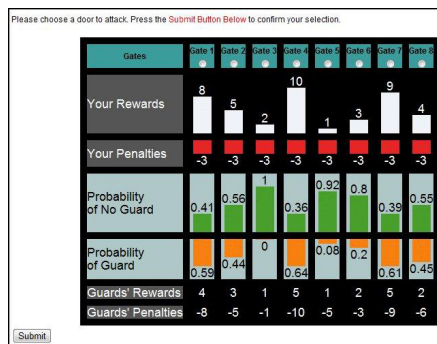 Please choose a door to attack. Press the Submit Button Below to confirm your selection.
Gates Gate 1 Gate 2 Gate 3 Gate 4 Gate 5 Gate 6 Gate 7 Gate 8
Your Rewards 8 5 2 10 1 3 9 4
Your Penalties -3 -3 -3 -3 -3 -3 -3 -3
Probability
of No Guard 0.41 0.56 1 0.36 0.92 0.8 0.39 0.55
Probability
of Guard 0.59 0.44 0 0.64 0.08 0.2 0.61 0.45
Guards' Rewards 4 3 1 5 1 2 5 2
Guards' Penalties -8 -5 -1 -10 -5 -3 -9 -6
Submit